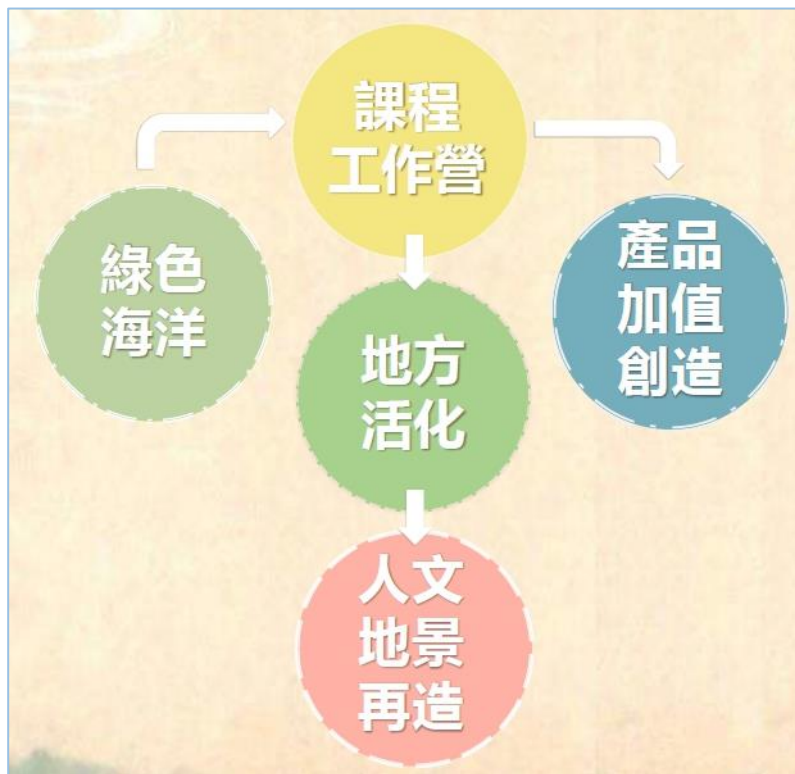 課程
工作營
綠色
海洋
產品
加值
創造
地方
活化
人文
地景
再造